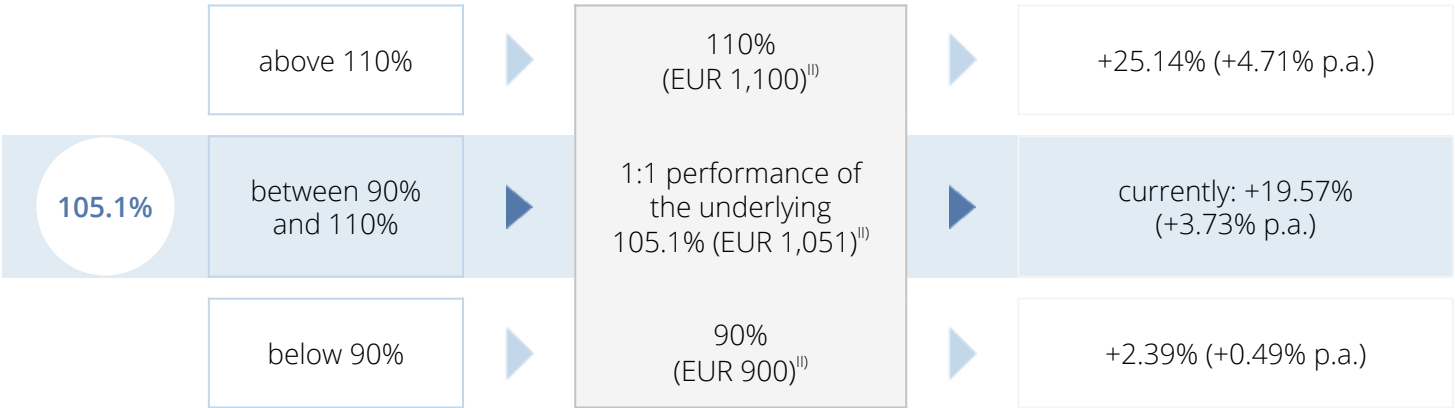 above 110%
110%
(EUR 1,100)II)
+25.14% (+4.71% p.a.)
105.1%
between 90%
and 110%
1:1 performance of
the underlying
105.1% (EUR 1,051)II)
currently: +19.57%
(+3.73% p.a.)
below 90%
90%
(EUR 900)II)
+2.39% (+0.49% p.a.)